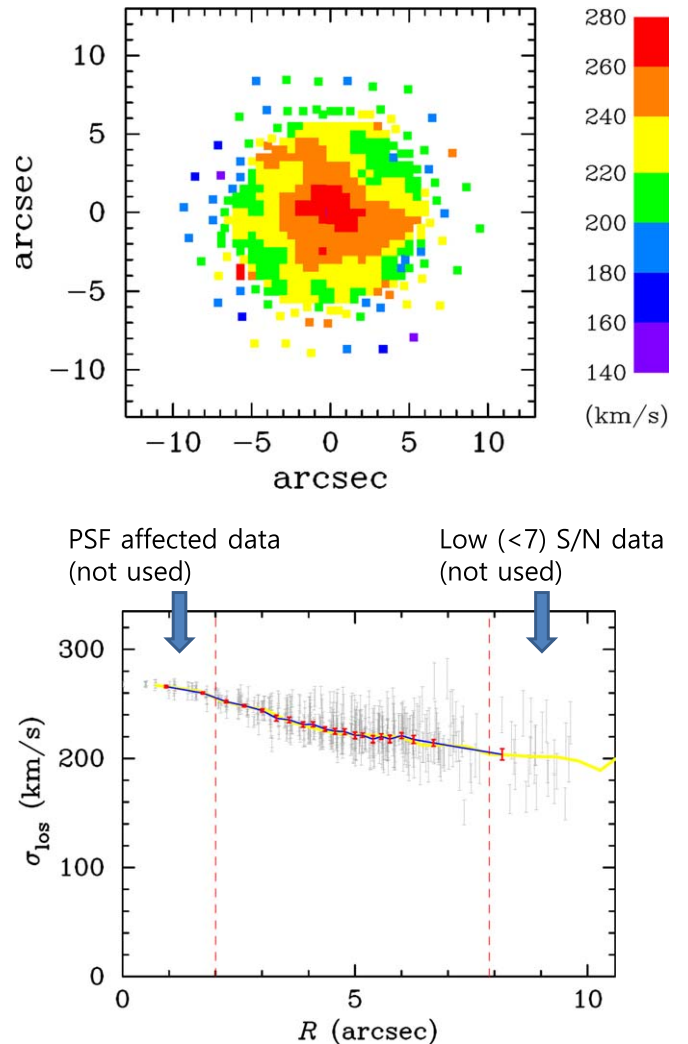 10
5
0
−5
−10
arcsec
−10 −5 0 5 10
arcsec
280
260
240
220
200
180
160
140
(km/s)
PSF affected data
(not used)
Low (<7) S/N data
(not used)
300
200
100
0
σlos (km/s)
0 5 10
R (arcsec)